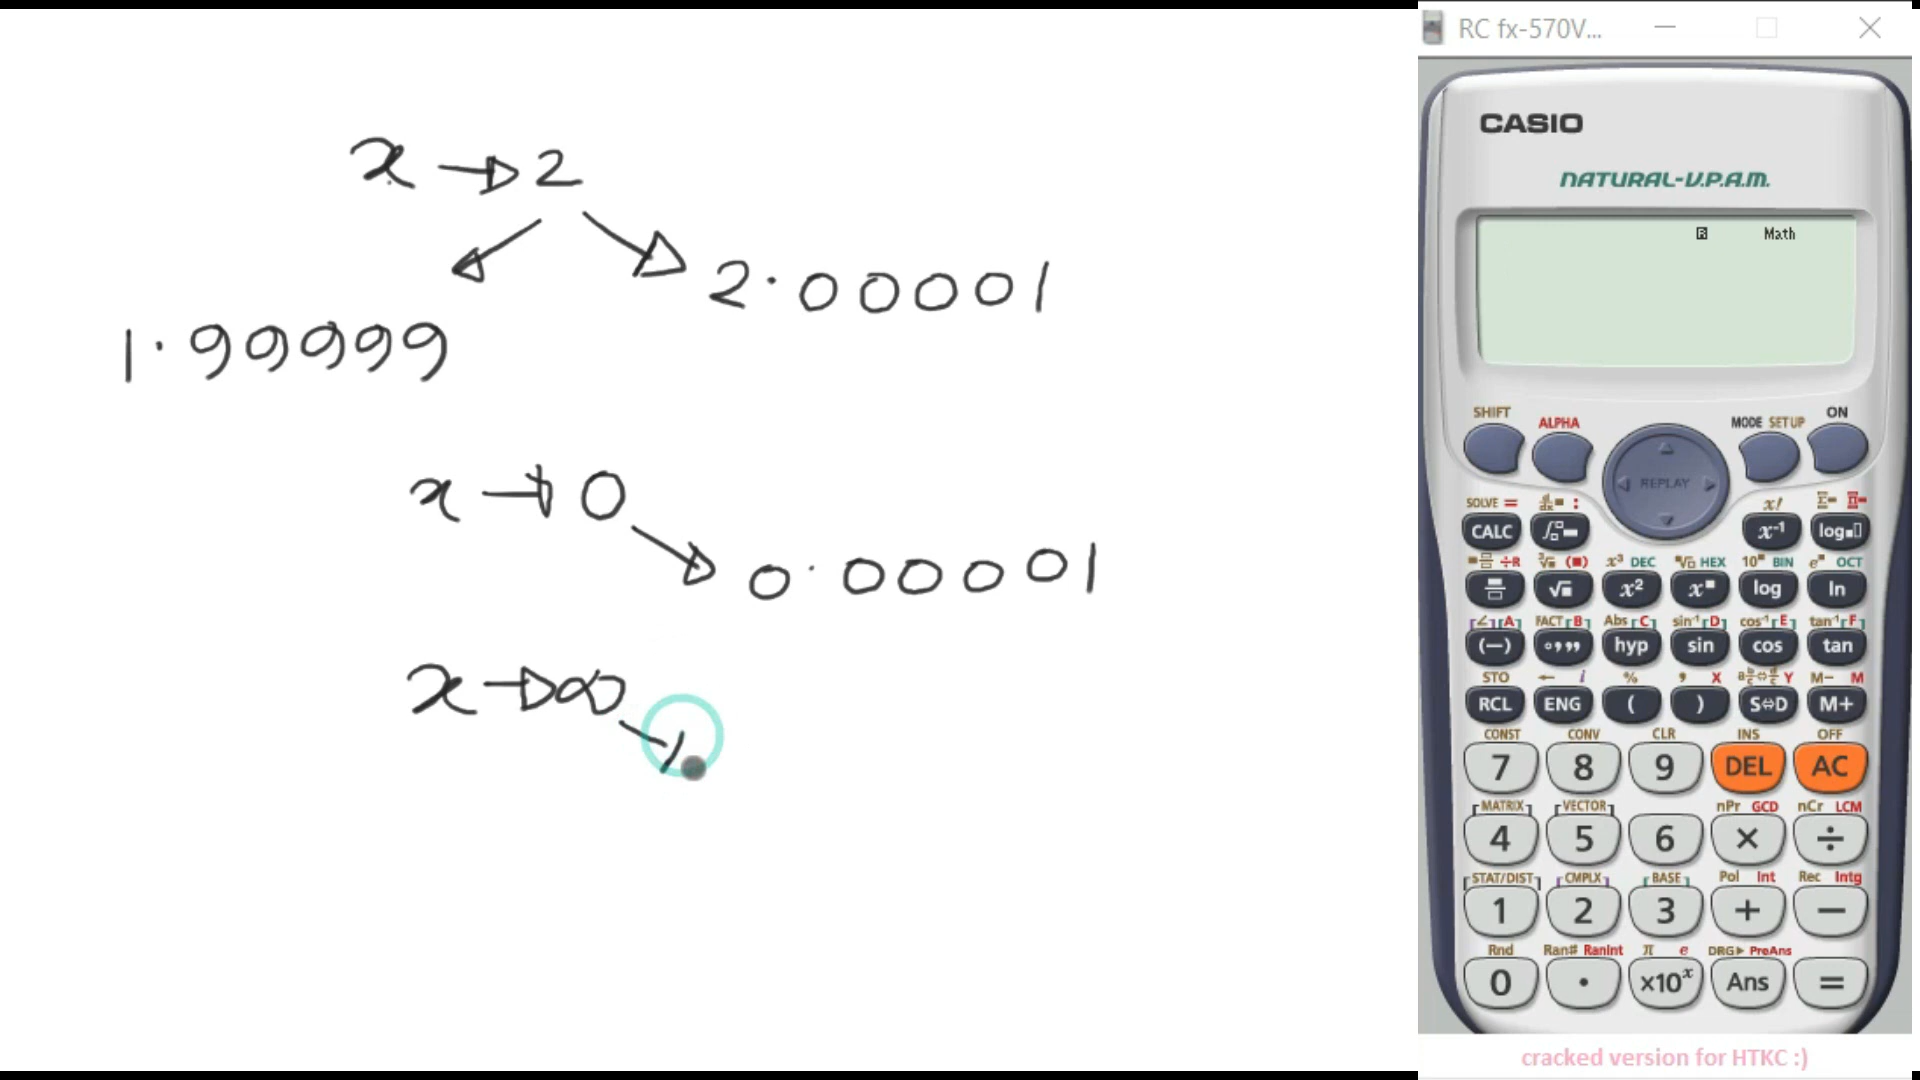 x → 2
1.99999
2.00001
x → 0
0.00001
x → ∞
RC fx-570V...
CASIO
NATURAL-V.P.A.M.
R Math
SHIFT ALPHA MODE SETUP ON
REPLAY
SOLVE = d/dx : x! Σ Π
CALC ∫ x⁻¹ log
÷R ³√ x³ DEC √ HEX 10 BIN e OCT
√ x² x log ln
∠ A FACT B Abs C sin⁻¹ D cos⁻¹ E tan⁻¹ F
(−) °,,, hyp sin cos tan
STO ← i % , X Y M− M
RCL ENG ( ) S⇔D M+
CONST CONV CLR INS OFF
7 8 9 DEL AC
MATRIX VECTOR nPr GCD nCr LCM
4 5 6 × ÷
STAT/DIST CMPLX BASE Pol Int Rec Intg
1 2 3 + −
Rnd Ran# RanInt π e DRG▶ PreAns
0 . ×10ˣ Ans =
cracked version for HTKC :)